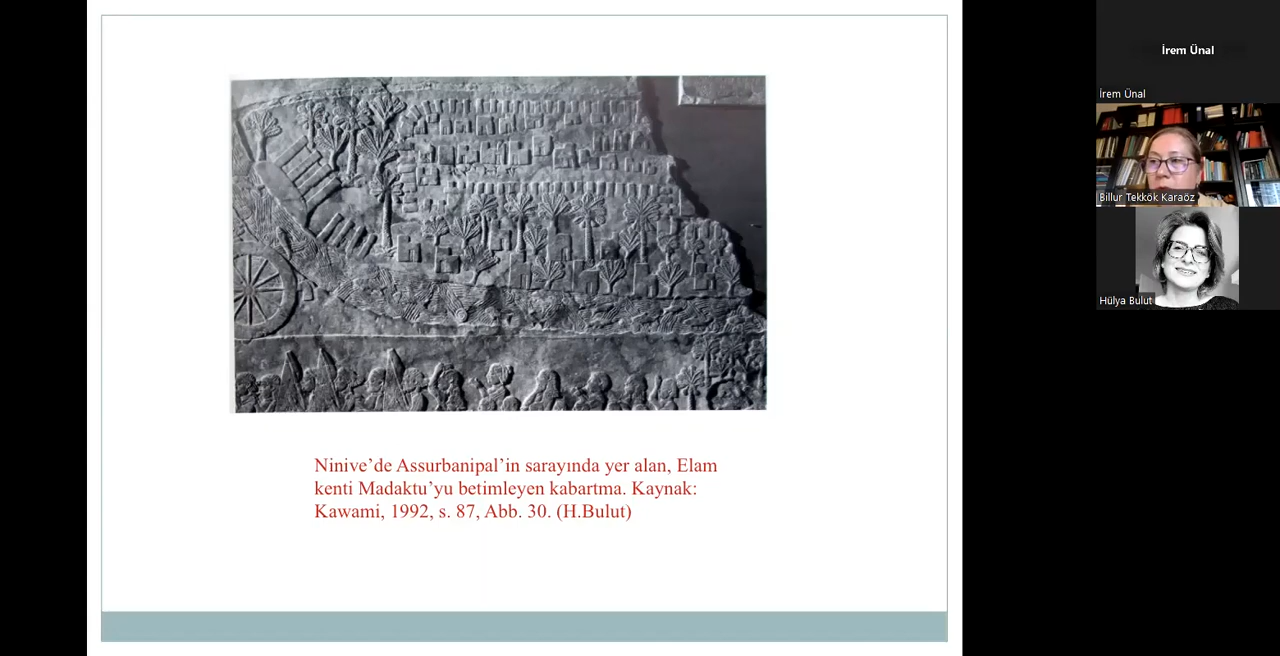 Ninive’de Assurbanipal’in sarayında yer alan, Elam
kenti Madaktu’yu betimleyen kabartma. Kaynak:
Kawami, 1992, s. 87, Abb. 30. (H.Bulut)
İrem Ünal
İrem Ünal
Billur Tekkök Karaöz
Hülya Bulut